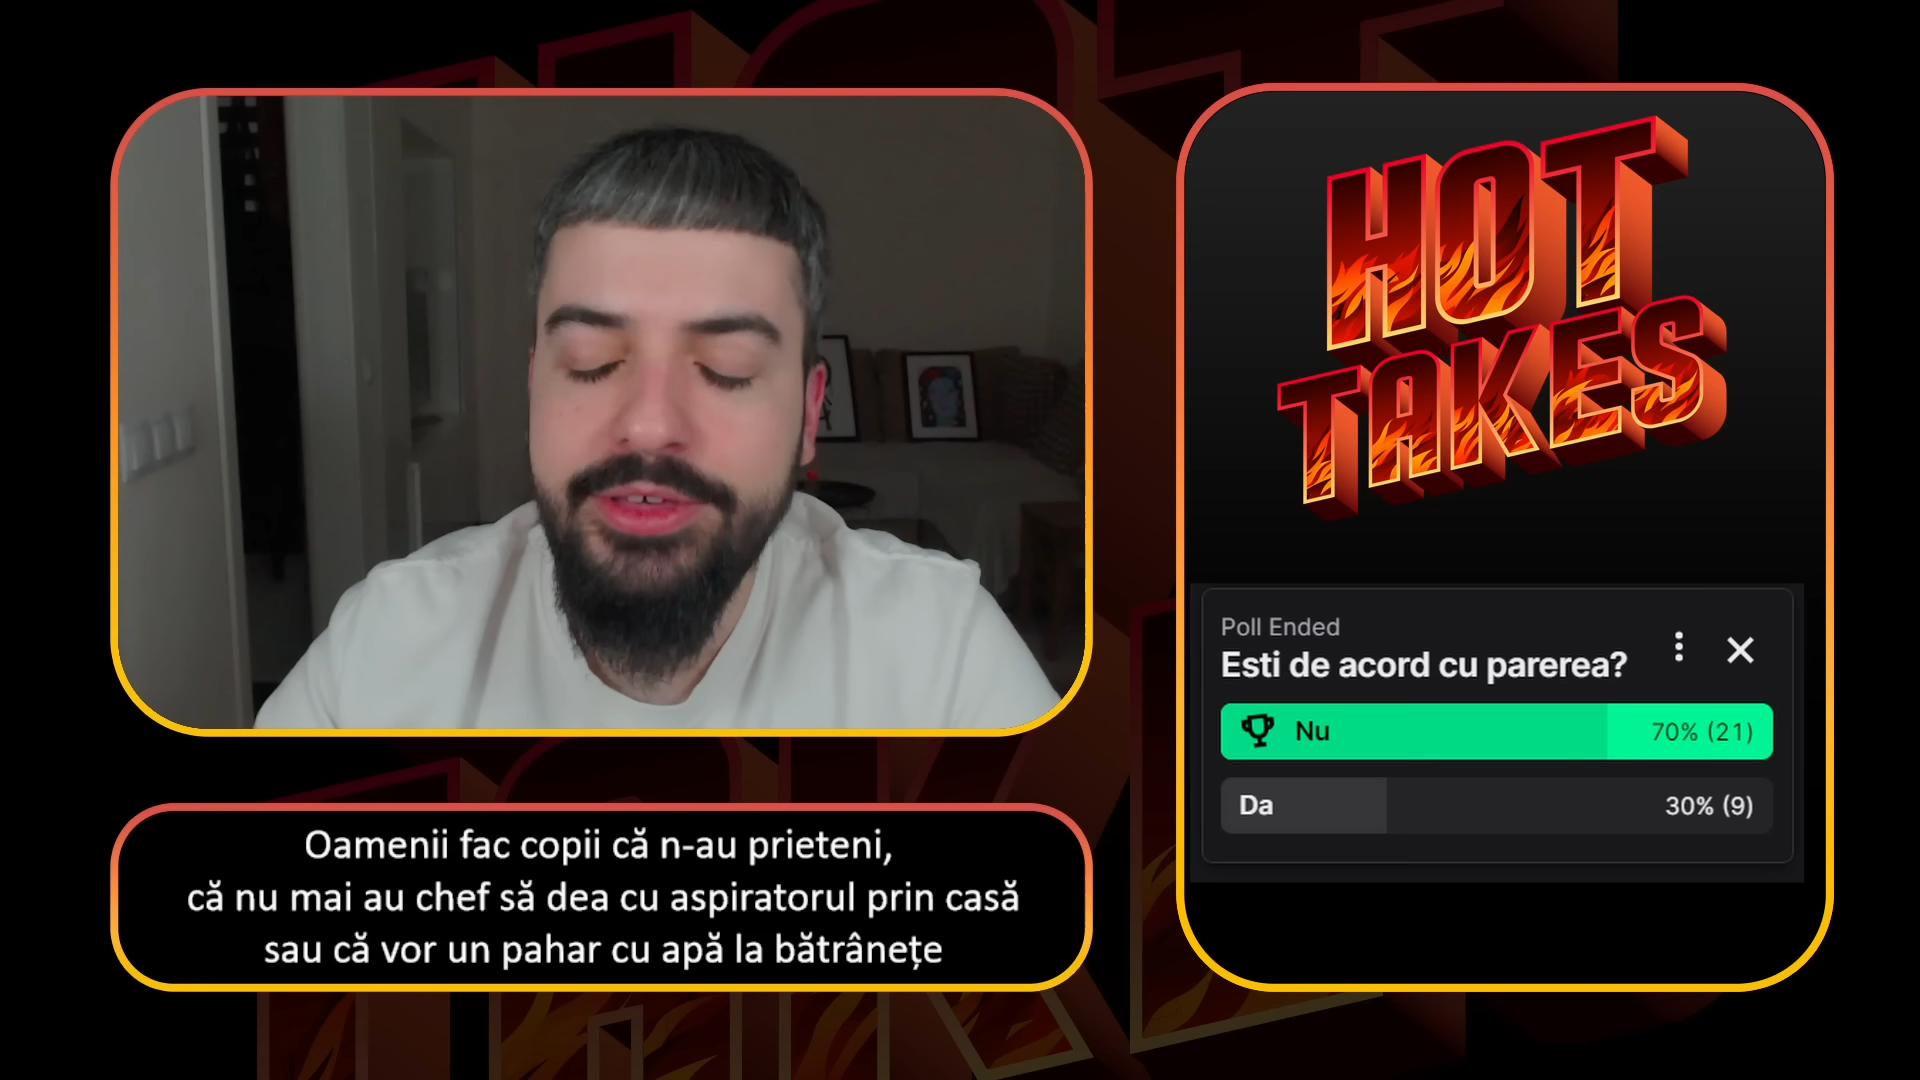 HOT
TAKES
Poll Ended
Esti de acord cu parerea?
Nu 70% (21)
Da 30% (9)
Oamenii fac copii că n-au prieteni,
că nu mai au chef să dea cu aspiratorul prin casă
sau că vor un pahar cu apă la bătrânețe